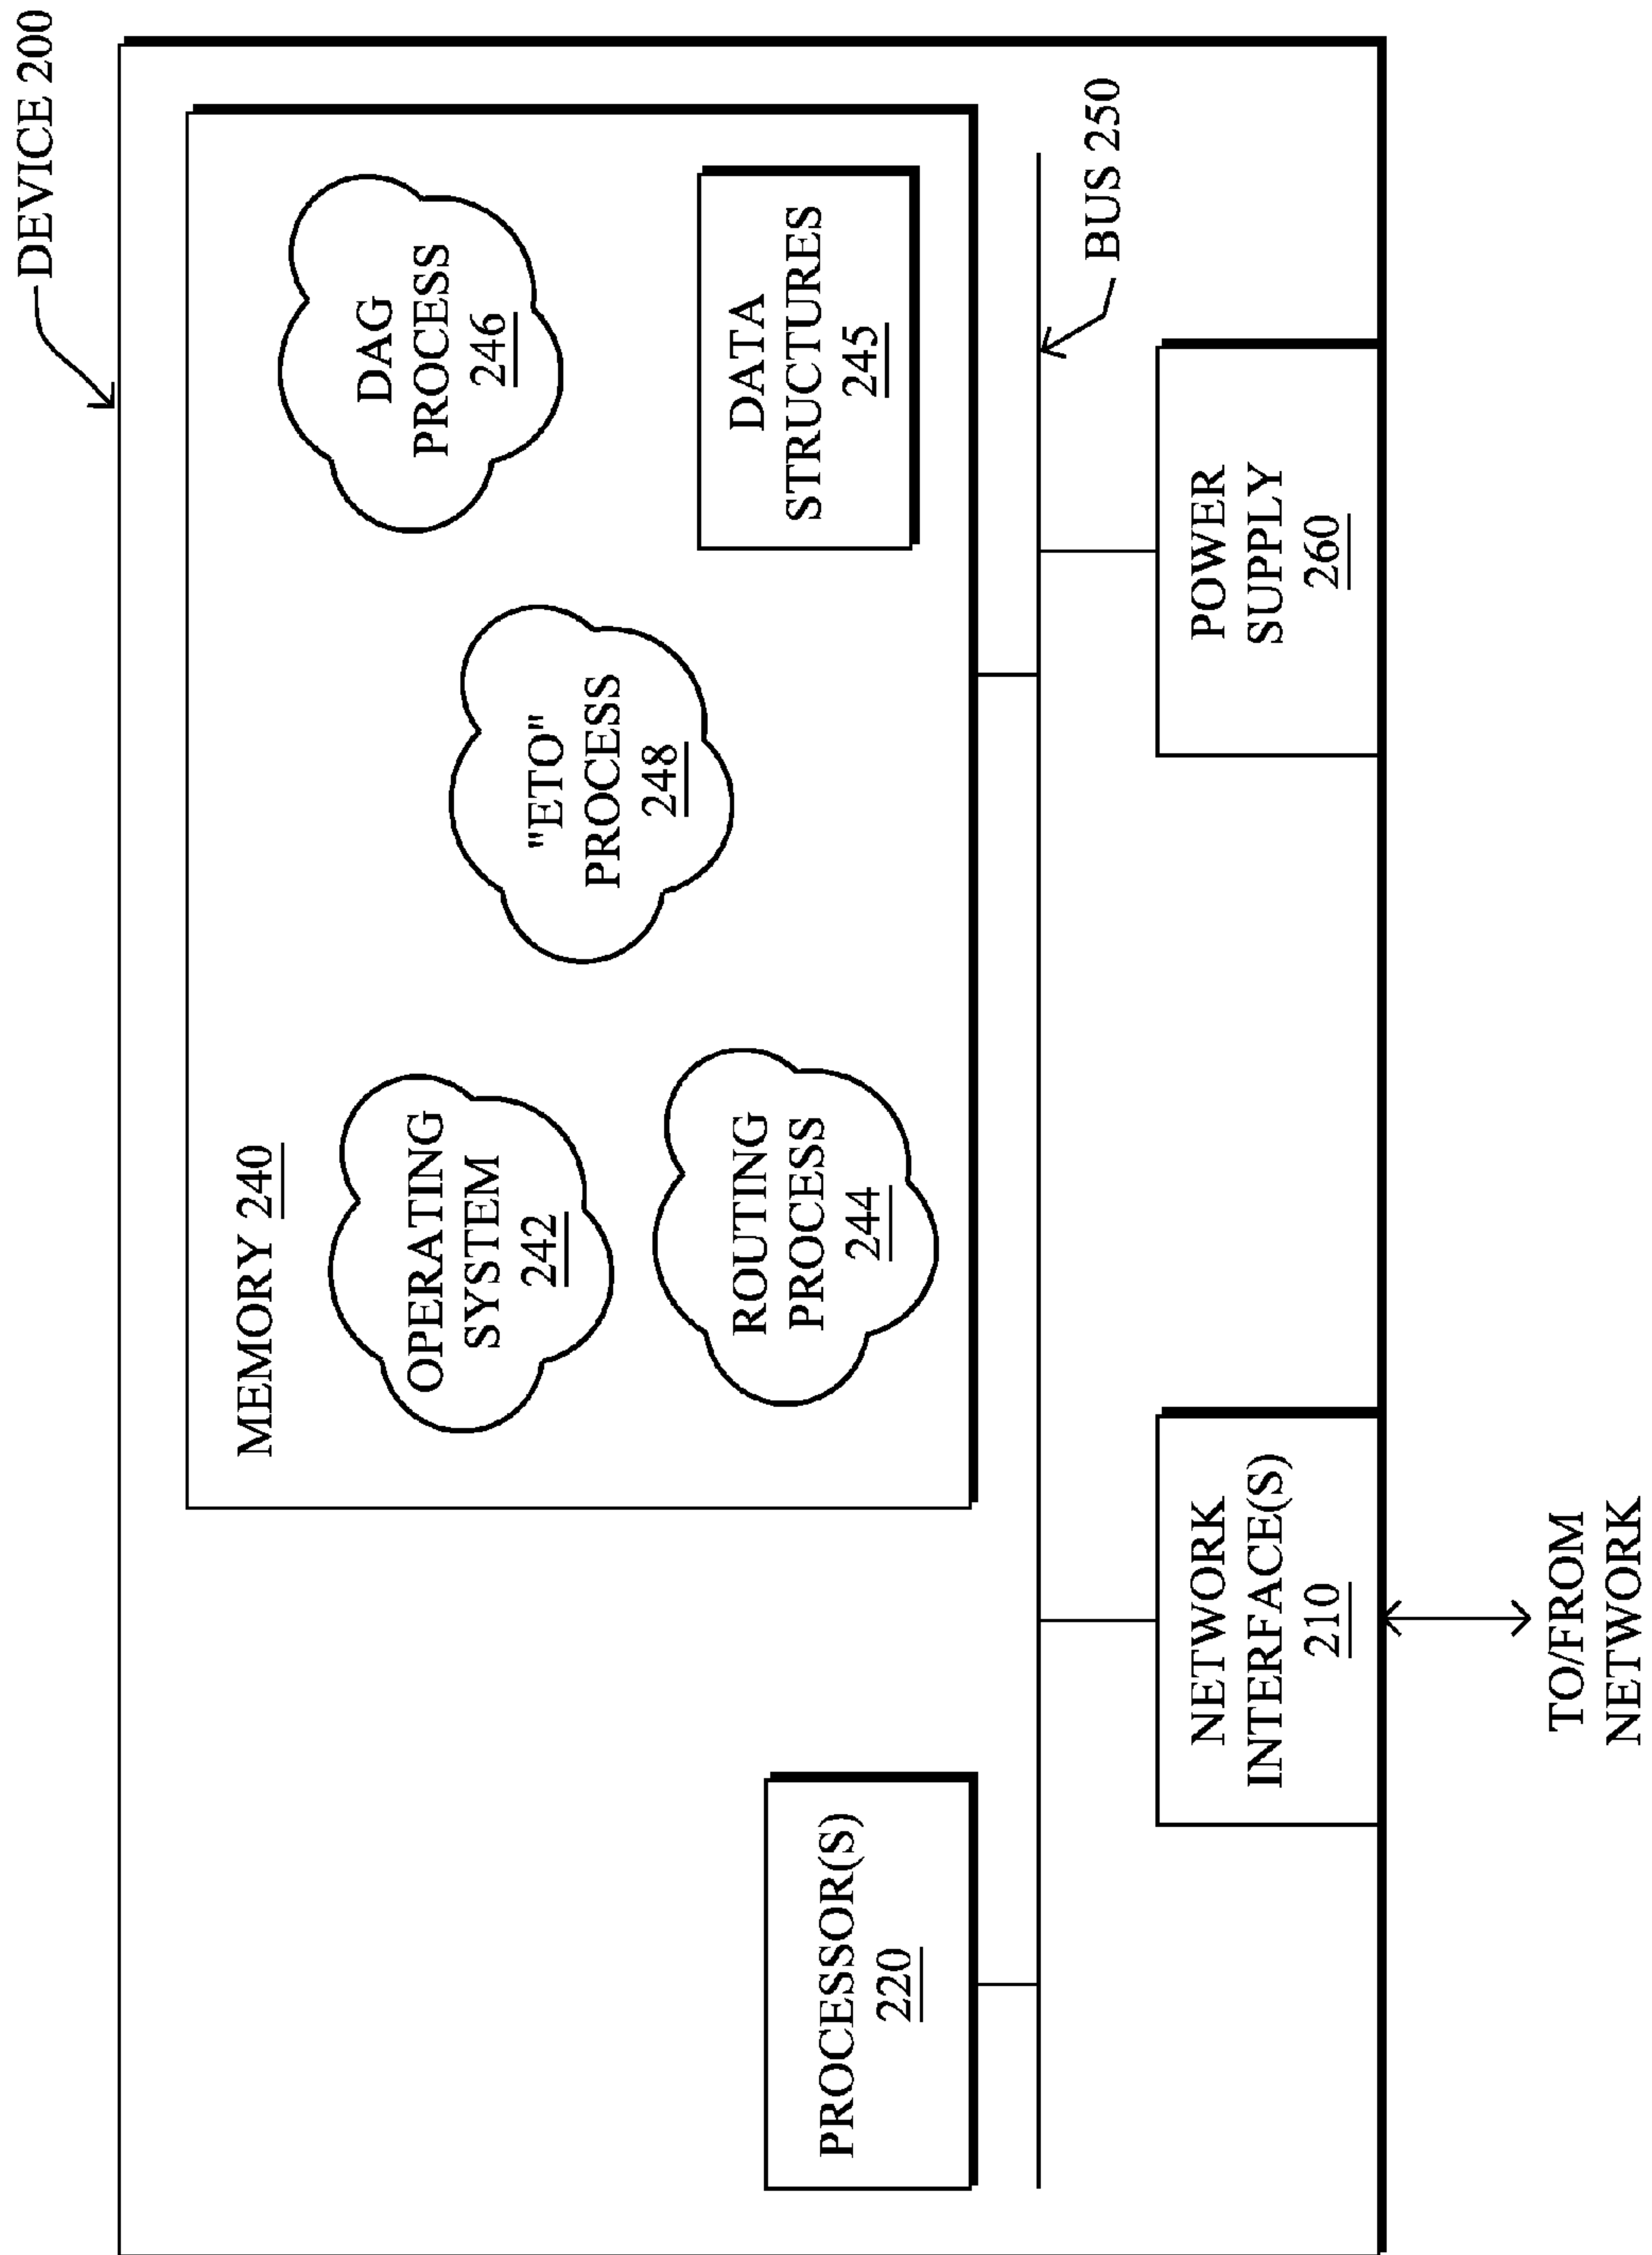 DEVICE 200
MEMORY 240
OPERATING
SYSTEM
242
"ETO"
PROCESS
248
DAG
PROCESS
246
ROUTING
PROCESS
244
DATA
STRUCTURES
245
PROCESSOR(S)
220
BUS 250
NETWORK
INTERFACE(S)
210
POWER
SUPPLY
260
TO/FROM
NETWORK